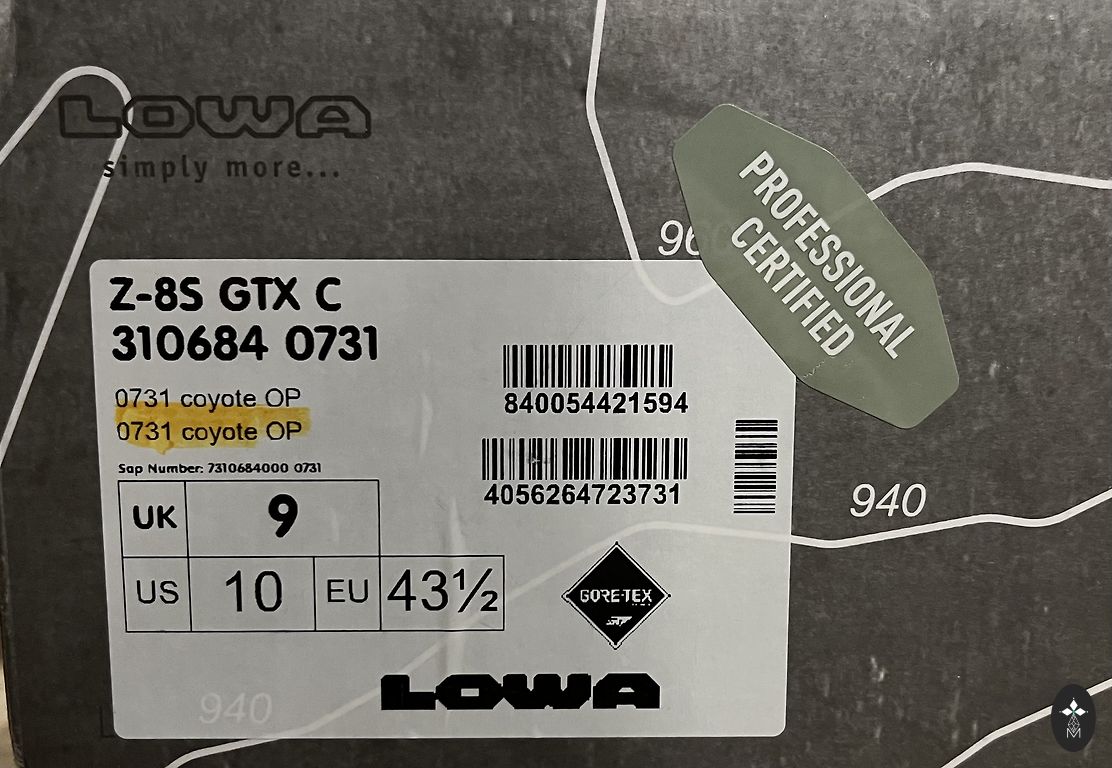 LOWA
simply more...
PROFESSIONAL
CERTIFIED
960
Z-8S GTX C
310684 0731
0731 coyote OP
0731 coyote OP
Sap Number: 7310684000 0731
840054421594
4056264723731
UK 9
US 10 EU 43½
GORE-TEX
LOWA
940
940
M